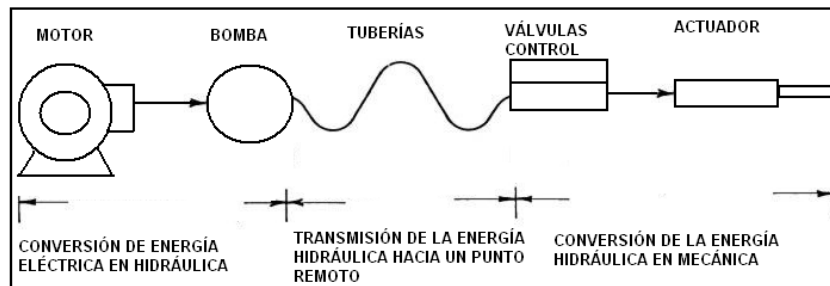 MOTOR
BOMBA
TUBERÍAS
VÁLVULAS
CONTROL
ACTUADOR
CONVERSIÓN DE ENERGÍA
ELÉCTRICA EN HIDRÁULICA
TRANSMISIÓN DE LA ENERGÍA
HIDRÁULICA HACIA UN PUNTO
REMOTO
CONVERSIÓN DE LA ENERGÍA
HIDRÁULICA EN MECÁNICA